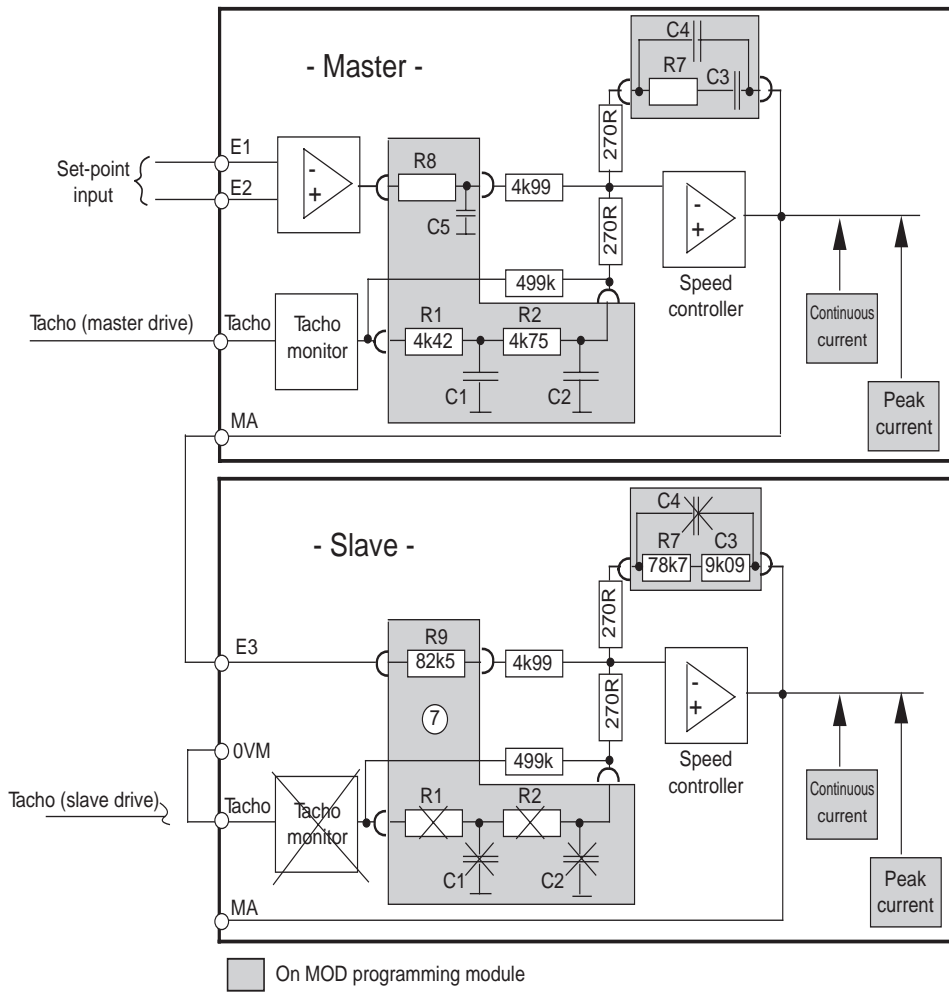 - Master -
C4
R7
C3
270R
E1
Set-point
input
E2
-
+
R8
C5
4k99
270R
-
+
Speed
controller
499k
Continuous
current
Tacho (master drive)
Tacho
Tacho
monitor
R1
4k42
R2
4k75
C1
C2
Peak
current
MA
- Slave -
C4
R7
C3
78k7
9k09
270R
E3
R9
82k5
4k99
270R
-
+
7
0VM
499k
Speed
controller
Tacho (slave drive)
Tacho
Tacho
monitor
R1
R2
C1
C2
Continuous
current
Peak
current
MA
On MOD programming module